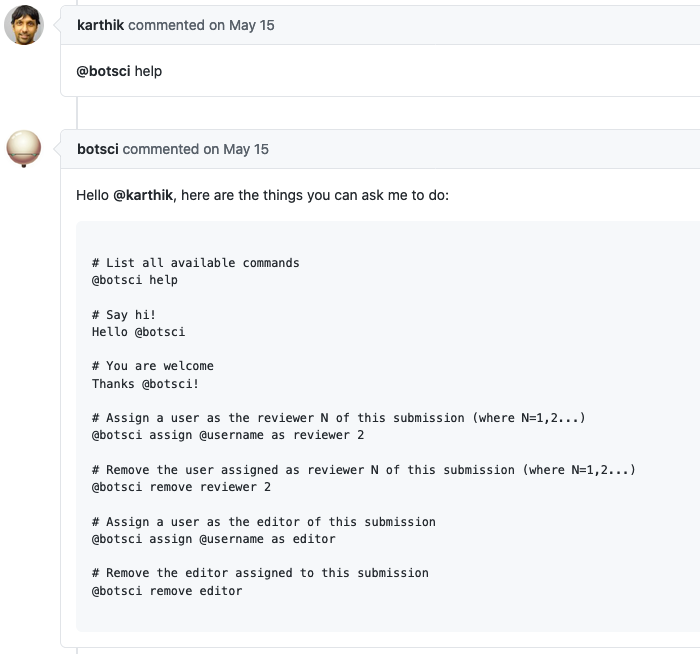 karthik commented on May 15
@botsci help
botsci commented on May 15
Hello @karthik, here are the things you can ask me to do:
# List all available commands
@botsci help
# Say hi!
Hello @botsci
# You are welcome
Thanks @botsci!
# Assign a user as the reviewer N of this submission (where N=1,2...)
@botsci assign @username as reviewer 2
# Remove the user assigned as reviewer N of this submission (where N=1,2...)
@botsci remove reviewer 2
# Assign a user as the editor of this submission
@botsci assign @username as editor
# Remove the editor assigned to this submission
@botsci remove editor